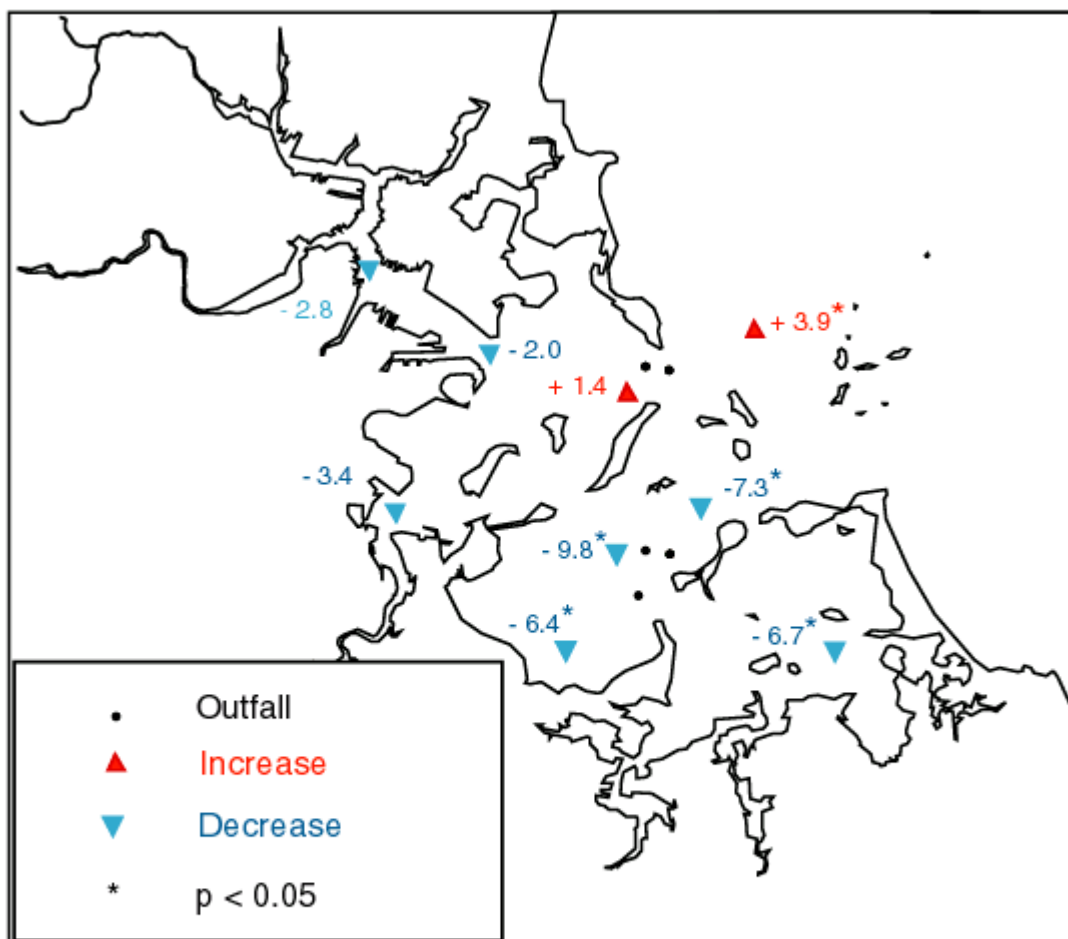 - 2.8
- 2.0
+ 3.9*
+ 1.4
- 3.4
-7.3*
- 9.8*
- 6.4*
- 6.7*
Outfall
Increase
Decrease
* p < 0.05